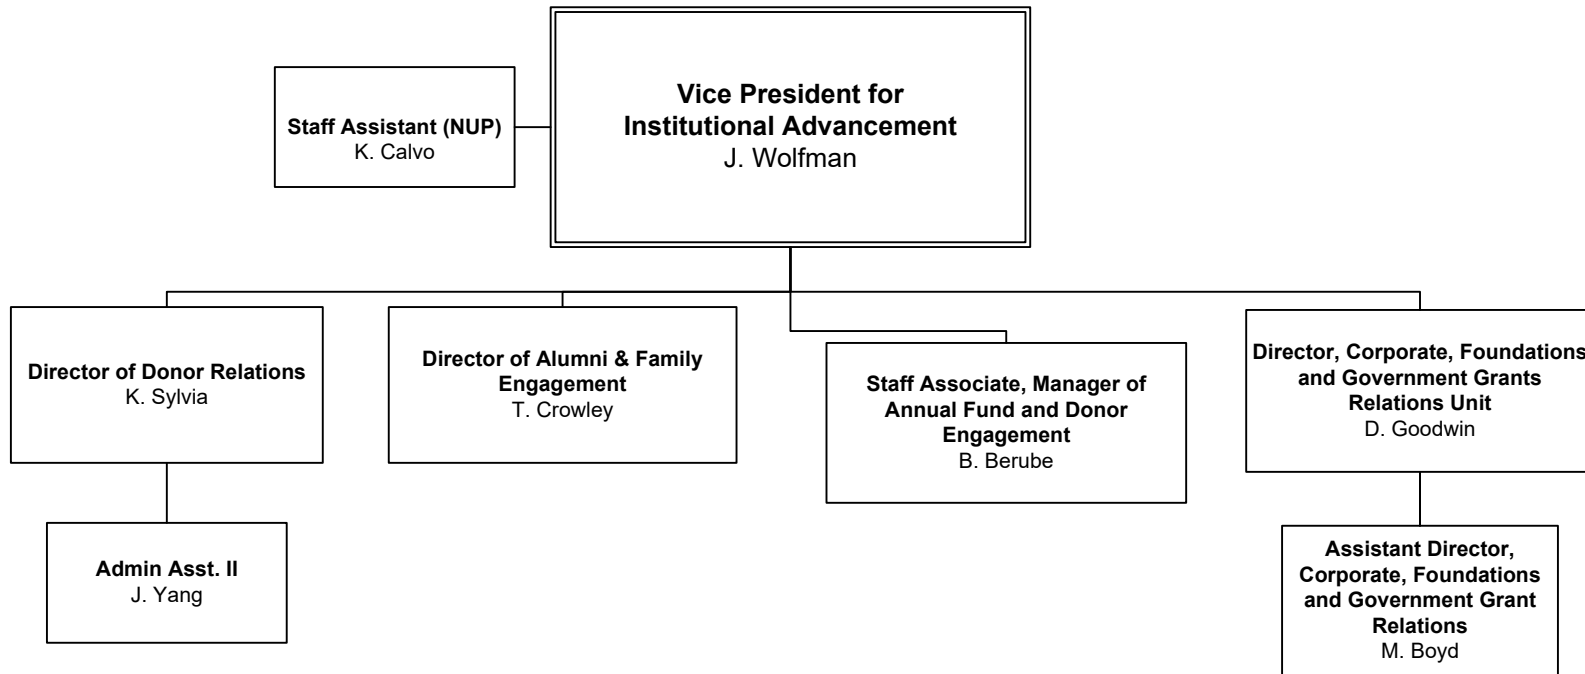 Vice President for
Institutional Advancement
J. Wolfman
Staff Assistant (NUP)
K. Calvo
Director of Donor Relations
K. Sylvia
Director of Alumni & Family
Engagement
T. Crowley
Staff Associate, Manager of
Annual Fund and Donor
Engagement
B. Berube
Director, Corporate, Foundations
and Government Grants
Relations Unit
D. Goodwin
Admin Asst. II
J. Yang
Assistant Director,
Corporate, Foundations
and Government Grant
Relations
M. Boyd